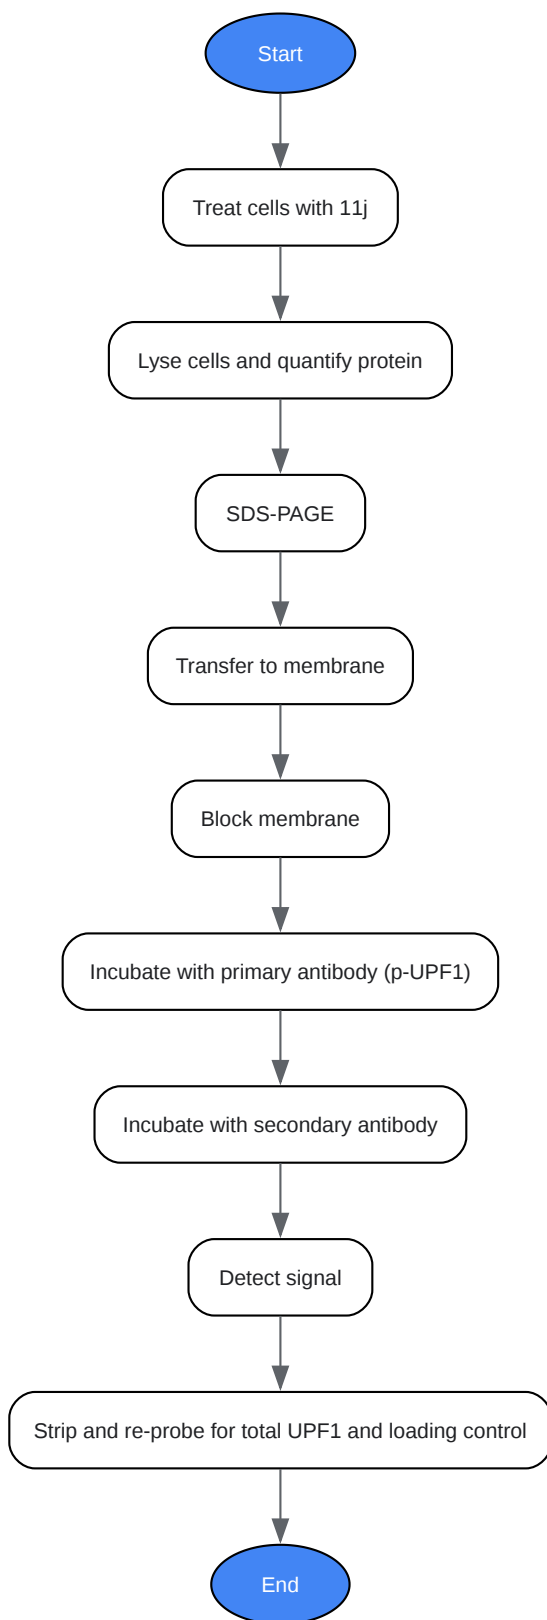 Start
Treat cells with 11j
Lyse cells and quantify protein
SDS-PAGE
Transfer to membrane
Block membrane
Incubate with primary antibody (p-UPF1)
Incubate with secondary antibody
Detect signal
Strip and re-probe for total UPF1 and loading control
End